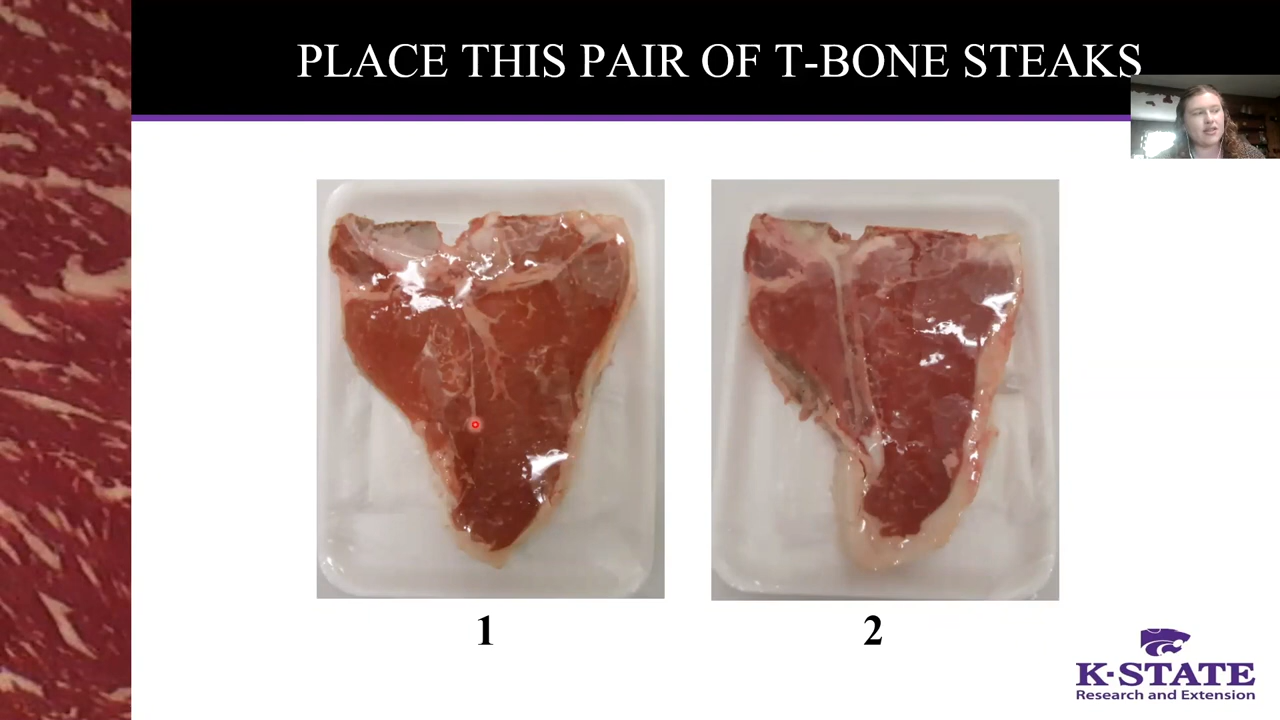 PLACE THIS PAIR OF T-BONE STEAKS
1
2
K-STATE
Research and Extension